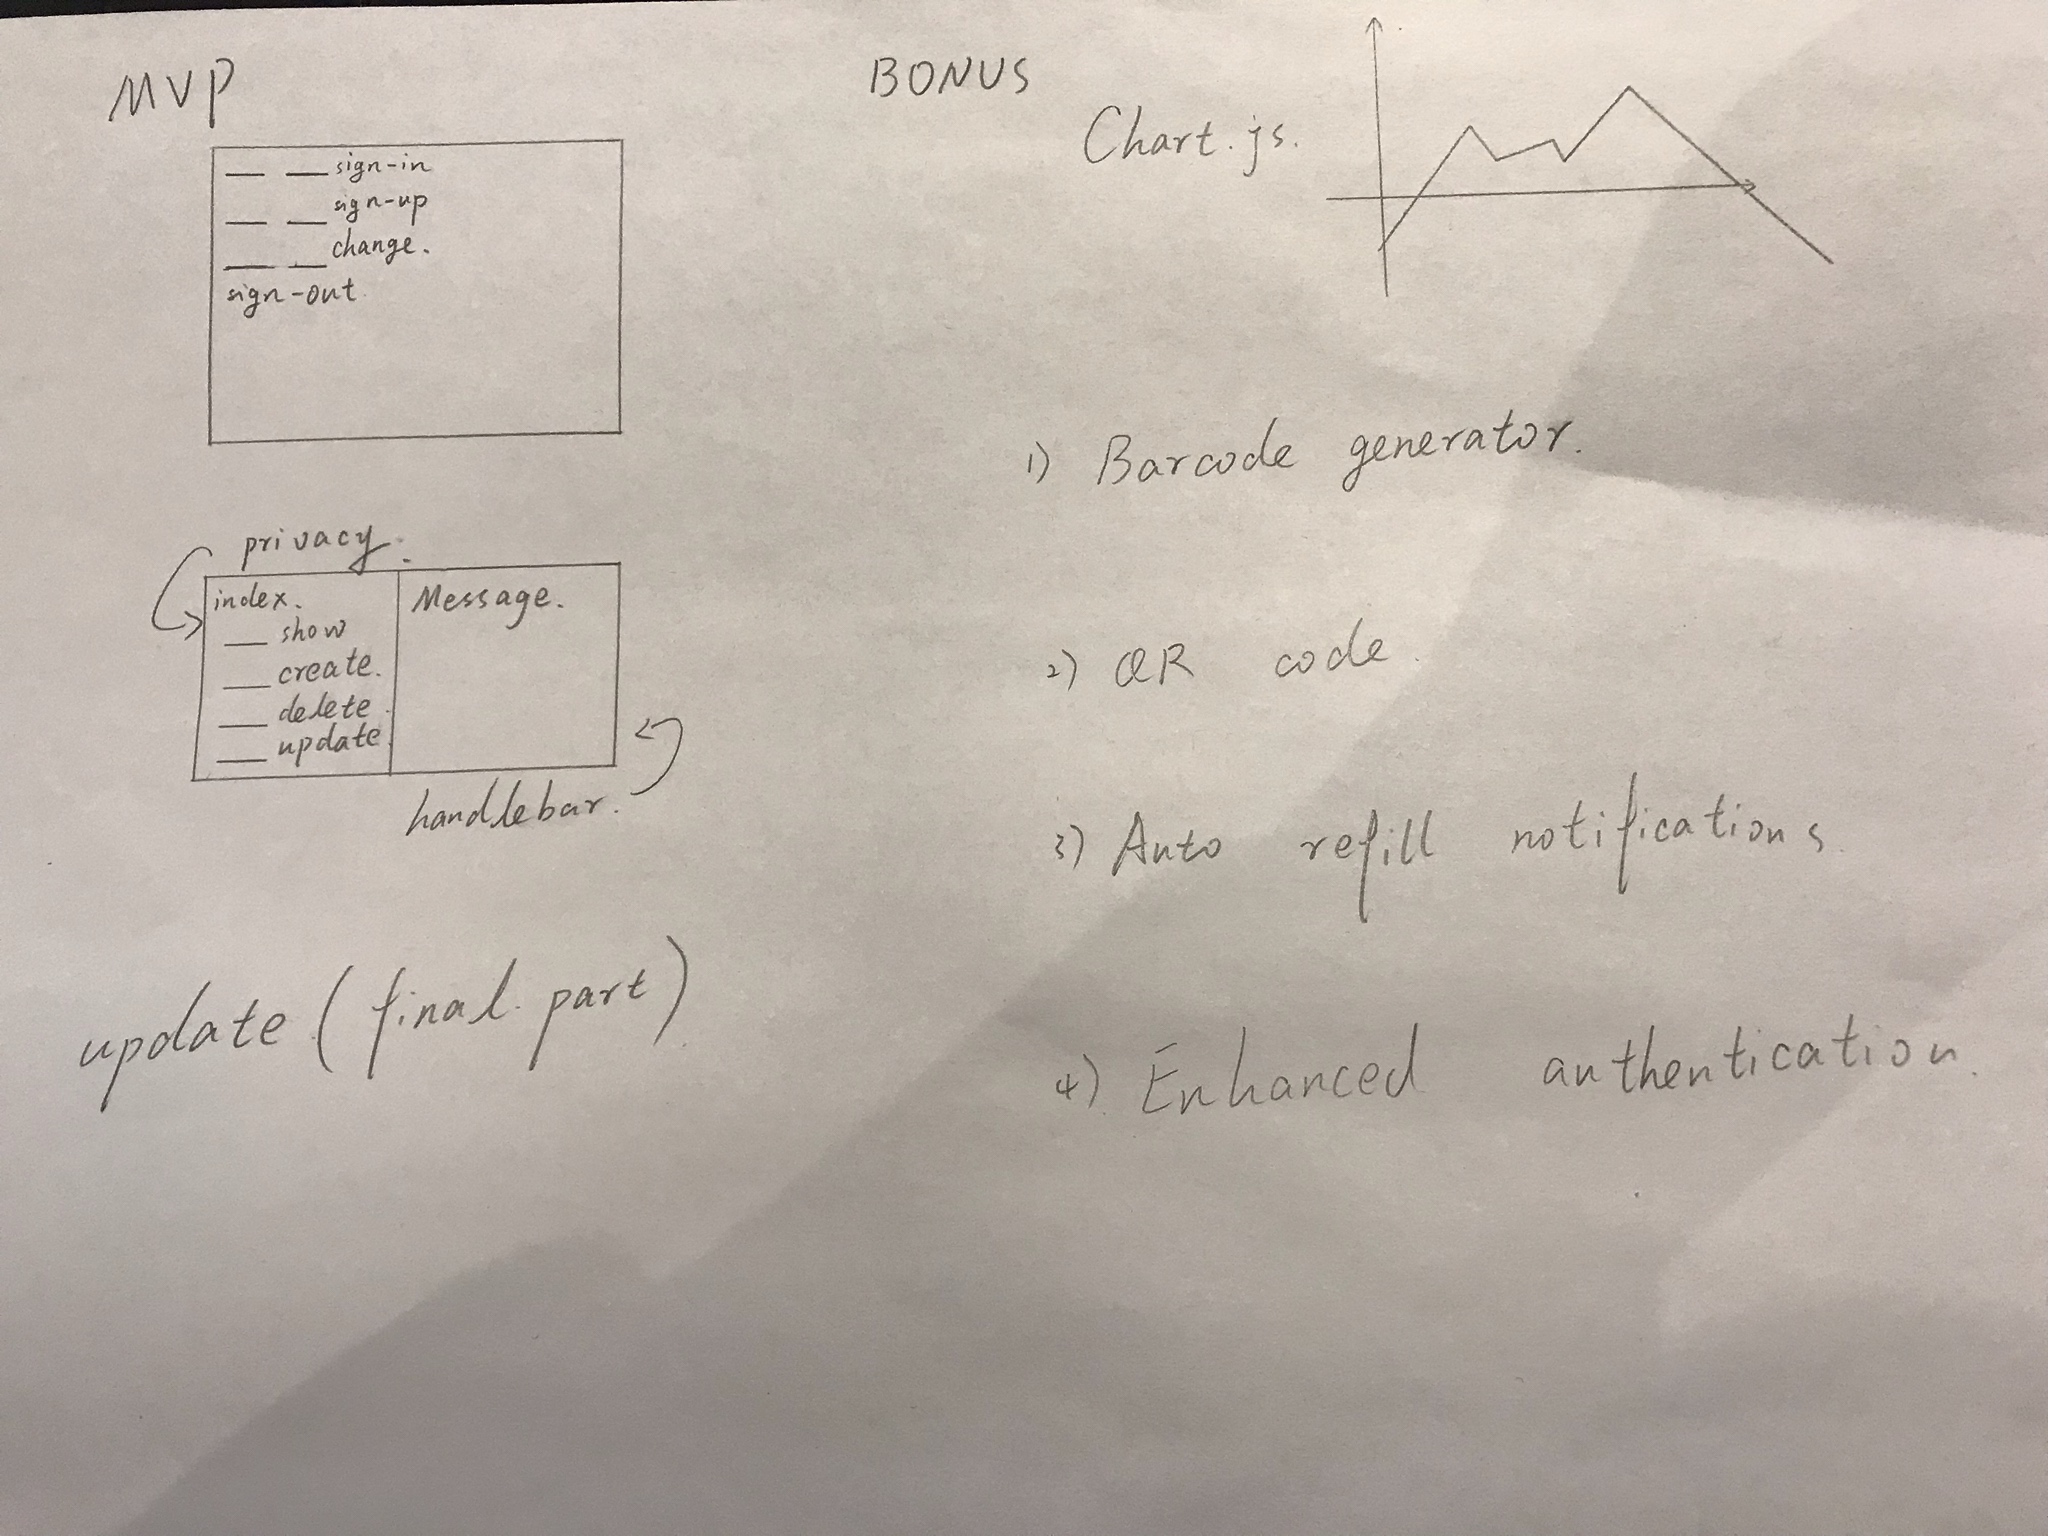 MVP
sign-in
sign-up
change.
sign-out.
privacy.
index.
show
create.
delete
update
Message.
handlebar.
update (final part)
BONUS
Chart.js.
1) Barcode generator.
2) QR code.
3) Auto refill notifications.
4) Enhanced authentication.